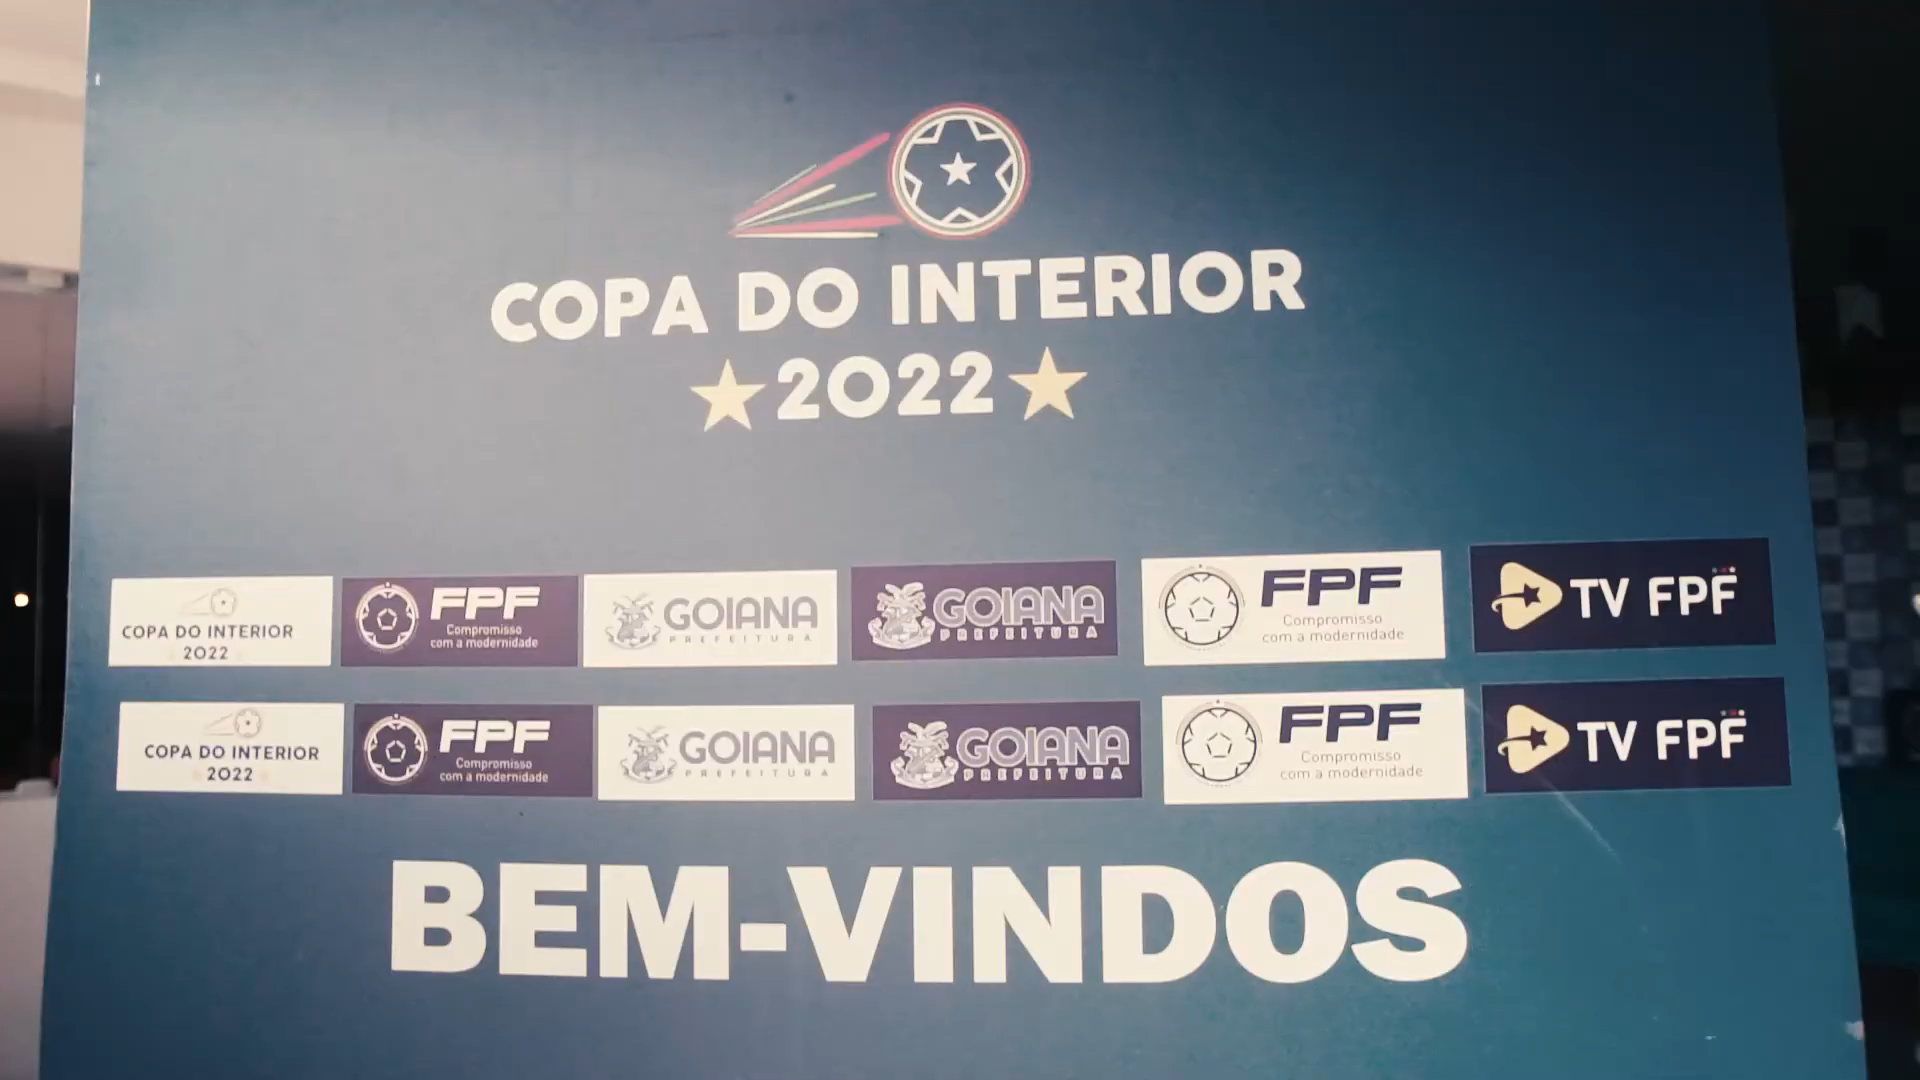 COPA DO INTERIOR
2022
COPA DO INTERIOR
2022
FPF
Compromisso
com a modernidade
GOIANA
PREFEITURA
GOIANA
PREFEITURA
FPF
Compromisso
com a modernidade
TV FPF
COPA DO INTERIOR
2022
FPF
Compromisso
com a modernidade
GOIANA
PREFEITURA
GOIANA
PREFEITURA
FPF
Compromisso
com a modernidade
TV FPF
BEM-VINDOS